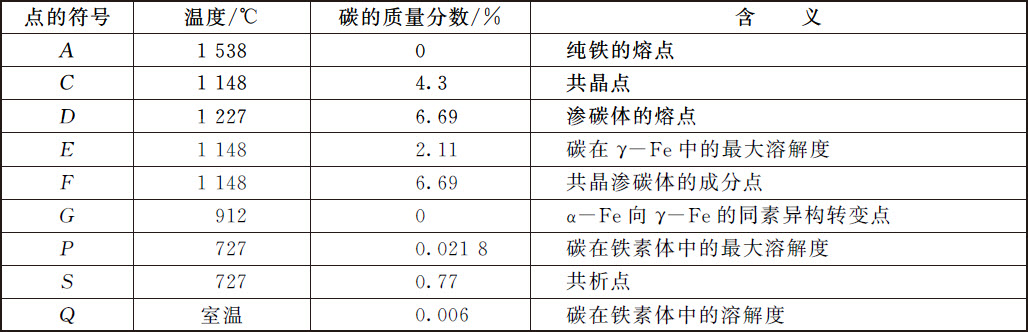 点的符号 温度/℃ 碳的质量分数/% 含 义
A 1 538 0 纯铁的熔点
C 1 148 4.3 共晶点
D 1 227 6.69 渗碳体的熔点
E 1 148 2.11 碳在 γ－Fe 中的最大溶解度
F 1 148 6.69 共晶渗碳体的成分点
G 912 0 α－Fe 向 γ－Fe 的同素异构转变点
P 727 0.021 8 碳在铁素体中的最大溶解度
S 727 0.77 共析点
Q 室温 0.006 碳在铁素体中的溶解度